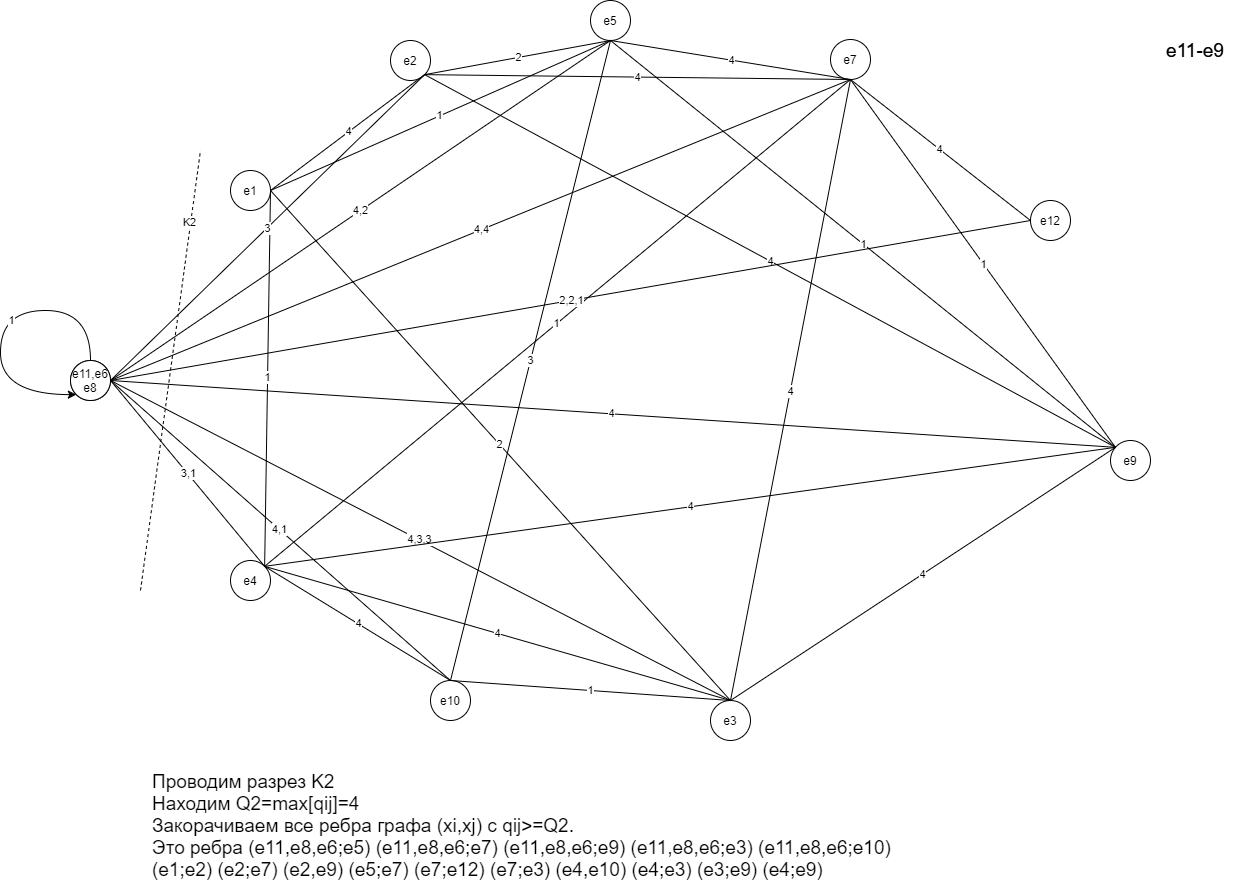 e5
e2
e7
e11-e9
2
4
4
4
1
4
e1
4,2
e12
K2
3
4,4
1
4
1
2,2,1
1
1
3
e11,e6
e8
1
4
4
2
e9
3,1
4
4,1
4,3,3
4
e4
4
4
1
e10
e3
Проводим разрез K2
Находим Q2=max[qij]=4
Закорачиваем все ребра графа (xi,xj) с qij>=Q2.
Это ребра (e11,e8,e6;e5) (e11,e8,e6;e7) (e11,e8,e6;e9) (e11,e8,e6;e3) (e11,e8,e6;e10)
(e1;e2) (e2;e7) (e2,e9) (e5;e7) (e7;e12) (e7;e3) (e4,e10) (e4;e3) (e3;e9) (e4;e9)